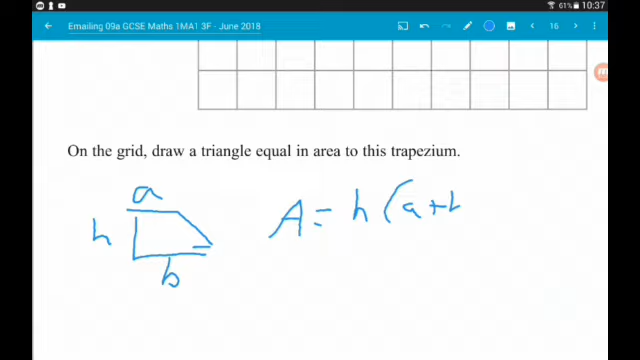 61% 10:37
Emailing 09a GCSE Maths 1MA1 3F - June 2018
16
On the grid, draw a triangle equal in area to this trapezium.
a
h
b
A = h (a+b